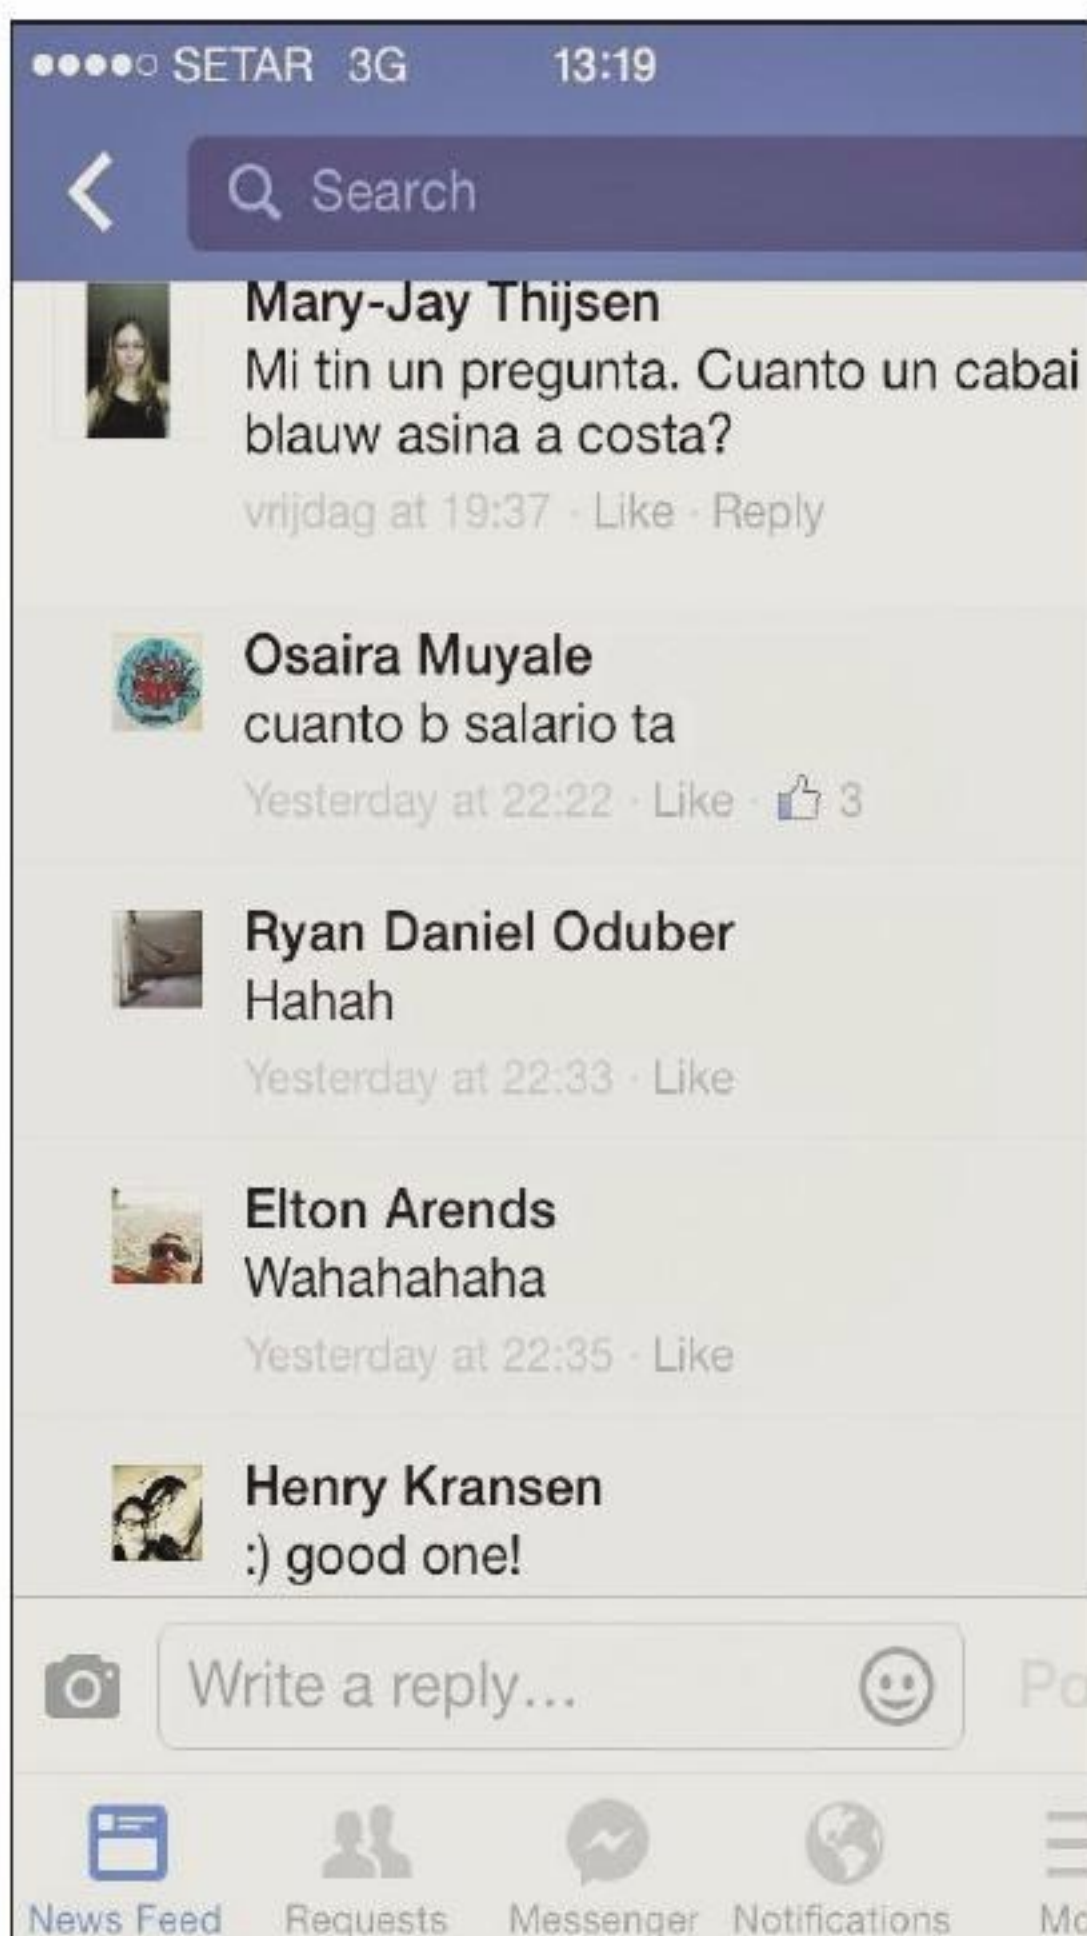 SETAR 3G 13:19
Search
Mary-Jay Thijsen
Mi tin un pregunta. Cuanto un cabai
blauw asina a costa?
vrijdag at 19:37 · Like · Reply
Osaira Muyale
cuanto b salario ta
Yesterday at 22:22 · Like · 3
Ryan Daniel Oduber
Hahah
Yesterday at 22:33 · Like
Elton Arends
Wahahahaha
Yesterday at 22:35 · Like
Henry Kransen
:) good one!
Write a reply...
News Feed Requests Messenger Notifications